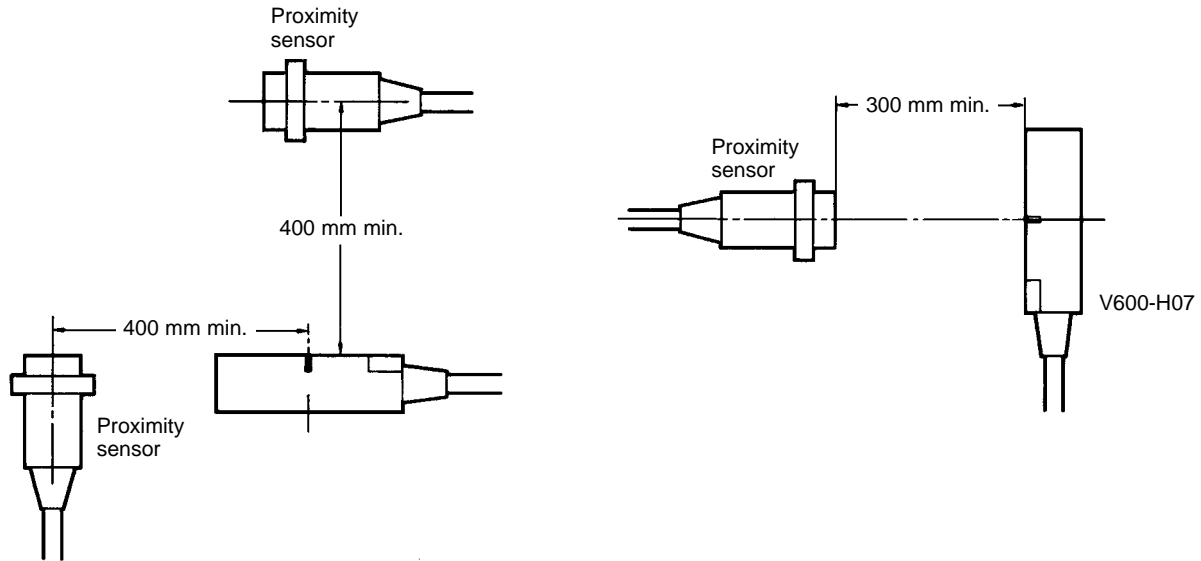 Proximity
sensor
400 mm min.
400 mm min.
Proximity
sensor
300 mm min.
Proximity
sensor
V600-H07